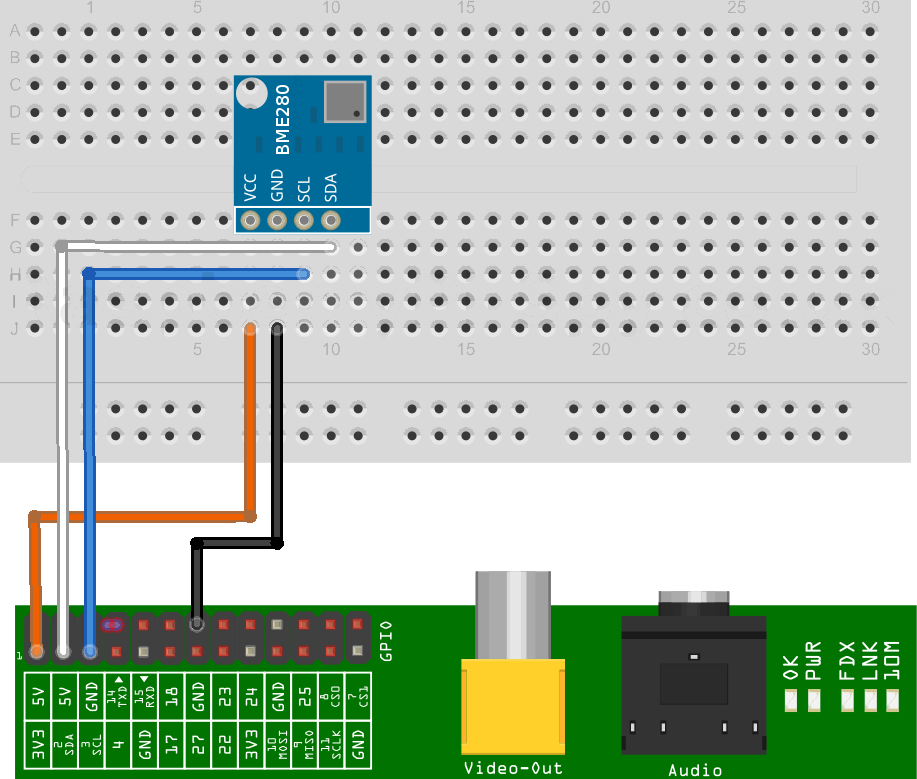 1 5 10 15 20 25 30
A
B
C
D
E
BME280
VCC GND SCL SDA
F
G
H
I
J
5 10 15 20 25 30
1
GPIO
5V 5V GND 14 TXD 15 RXD 18 GND 23 24 GND 25 8 CS0 7 CS1
3V3 2 SDA 3 SCL 4 GND 17 27 22 3V3 10 MOSI 9 MISO 11 SCLK GND
OK PWR FDX LNK 10M
Video-Out
Audio